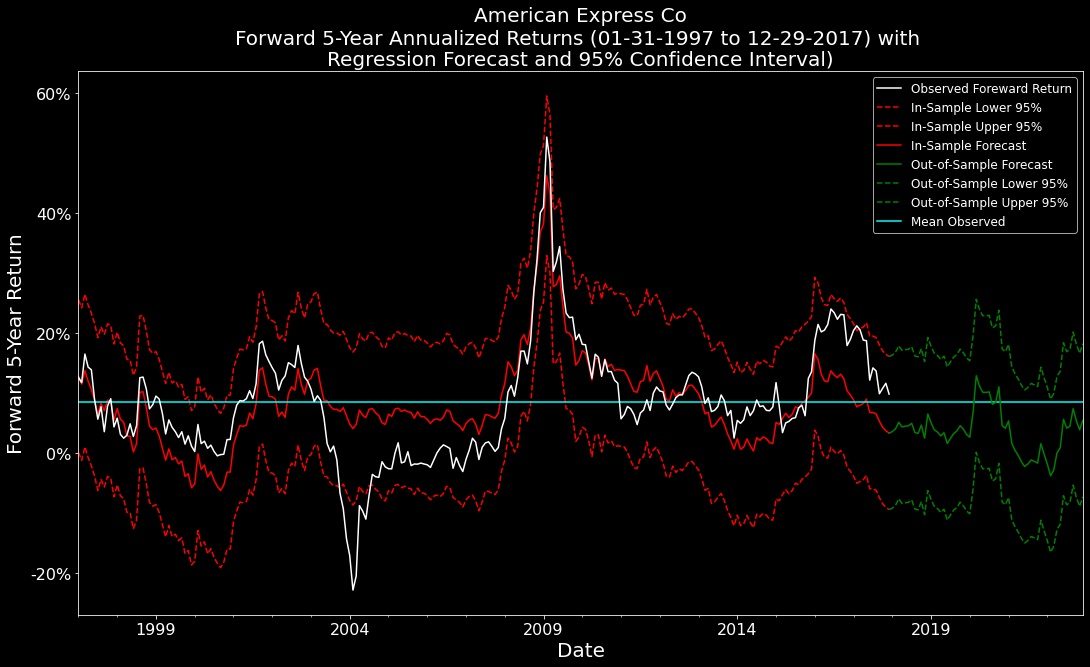 American Express Co
Forward 5-Year Annualized Returns (01-31-1997 to 12-29-2017) with
Regression Forecast and 95% Confidence Interval)
Observed Foreward Return
In-Sample Lower 95%
In-Sample Upper 95%
In-Sample Forecast
Out-of-Sample Forecast
Out-of-Sample Lower 95%
Out-of-Sample Upper 95%
Mean Observed
Forward 5-Year Return
60%
40%
20%
0%
-20%
1999
2004
2009
2014
2019
Date